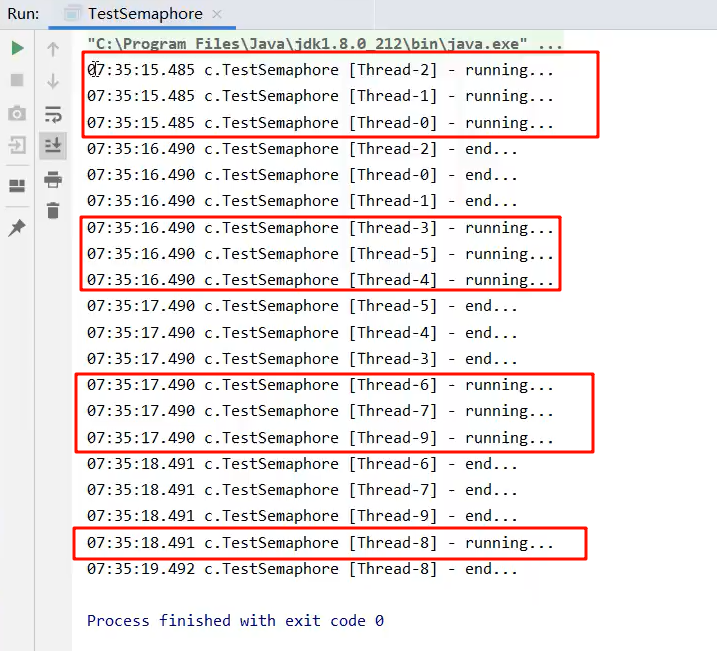 Run: TestSemaphore ×
"C:\Program Files\Java\jdk1.8.0_212\bin\java.exe" ...
07:35:15.485 c.TestSemaphore [Thread-2] - running...
07:35:15.485 c.TestSemaphore [Thread-1] - running...
07:35:15.485 c.TestSemaphore [Thread-0] - running...
07:35:16.490 c.TestSemaphore [Thread-2] - end...
07:35:16.490 c.TestSemaphore [Thread-0] - end...
07:35:16.490 c.TestSemaphore [Thread-1] - end...
07:35:16.490 c.TestSemaphore [Thread-3] - running...
07:35:16.490 c.TestSemaphore [Thread-5] - running...
07:35:16.490 c.TestSemaphore [Thread-4] - running...
07:35:17.490 c.TestSemaphore [Thread-5] - end...
07:35:17.490 c.TestSemaphore [Thread-4] - end...
07:35:17.490 c.TestSemaphore [Thread-3] - end...
07:35:17.490 c.TestSemaphore [Thread-6] - running...
07:35:17.490 c.TestSemaphore [Thread-7] - running...
07:35:17.490 c.TestSemaphore [Thread-9] - running...
07:35:18.491 c.TestSemaphore [Thread-6] - end...
07:35:18.491 c.TestSemaphore [Thread-7] - end...
07:35:18.491 c.TestSemaphore [Thread-9] - end...
07:35:18.491 c.TestSemaphore [Thread-8] - running...
07:35:19.492 c.TestSemaphore [Thread-8] - end...
Process finished with exit code 0